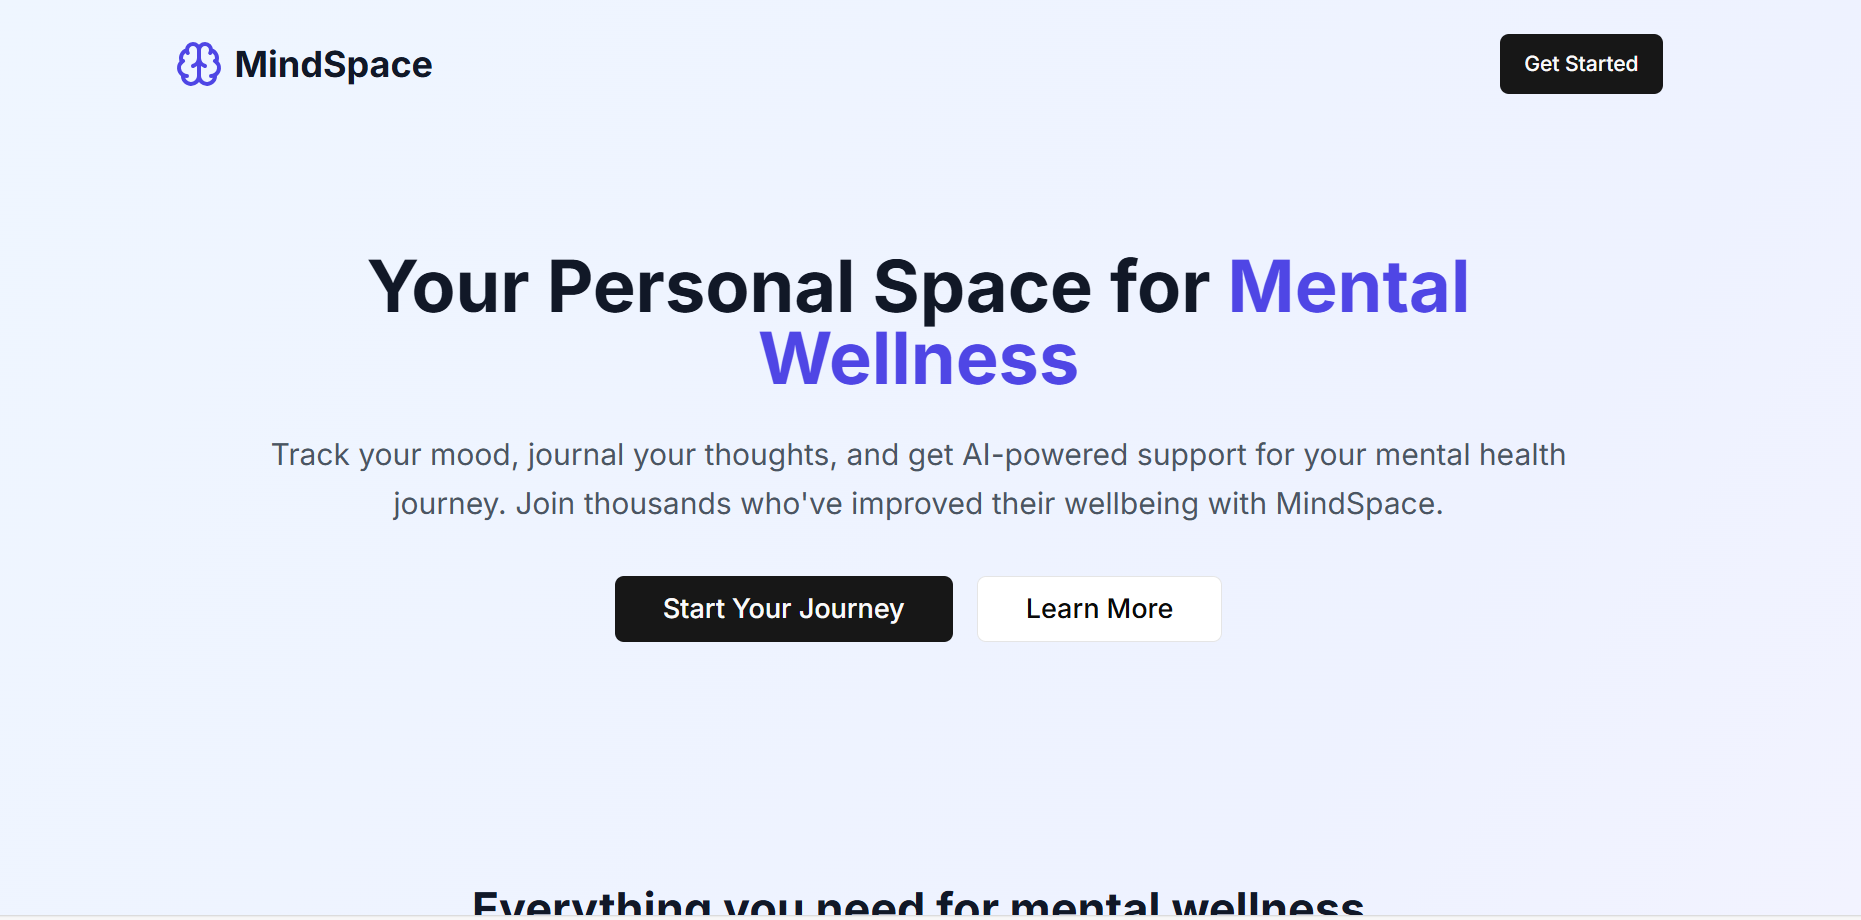 MindSpace
Get Started
Your Personal Space for Mental
Wellness
Track your mood, journal your thoughts, and get AI-powered support for your mental health
journey. Join thousands who've improved their wellbeing with MindSpace.
Start Your Journey
Learn More
Everything you need for mental wellness